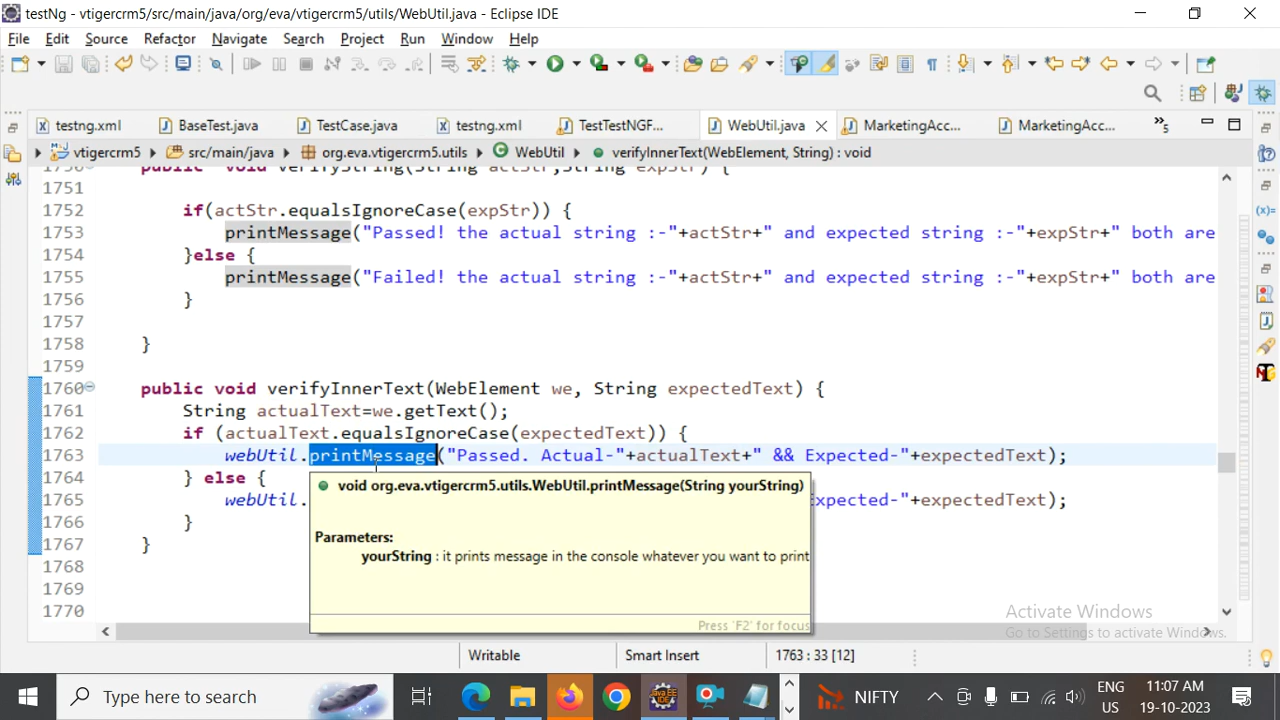 testNg - vtigercrm5/src/main/java/org/eva/vtigercrm5/utils/WebUtil.java - Eclipse IDE
File Edit Source Refactor Navigate Search Project Run Window Help
testng.xml BaseTest.java TestCase.java testng.xml TestTestNGF... WebUtil.java MarketingAcc... MarketingAcc...
vtigercrm5 src/main/java org.eva.vtigercrm5.utils WebUtil verifyInnerText(WebElement, String) : void
1750 public void verifyString(String actStr,String expStr) {
1751
1752 if(actStr.equalsIgnoreCase(expStr)) {
1753 printMessage("Passed! the actual string :-"+actStr+" and expected string :-"+expStr+" both are
1754 }else {
1755 printMessage("Failed! the actual string :-"+actStr+" and expected string :-"+expStr+" both are
1756 }
1757
1758 }
1759
1760 public void verifyInnerText(WebElement we, String expectedText) {
1761 String actualText=we.getText();
1762 if (actualText.equalsIgnoreCase(expectedText)) {
1763 webUtil.printMessage("Passed. Actual-"+actualText+" && Expected-"+expectedText);
1764 } else {
void org.eva.vtigercrm5.utils.WebUtil.printMessage(String yourString)
1765 webUtil. xpected-"+expectedText);
1766 }
Parameters:
1767 }
yourString : it prints message in the console whatever you want to print
1768
1769
1770
Press 'F2' for focus
Activate Windows
Go to Settings to activate Windows.
Writable Smart Insert 1763 : 33 [12]
Type here to search NIFTY ENG US 11:07 AM
19-10-2023